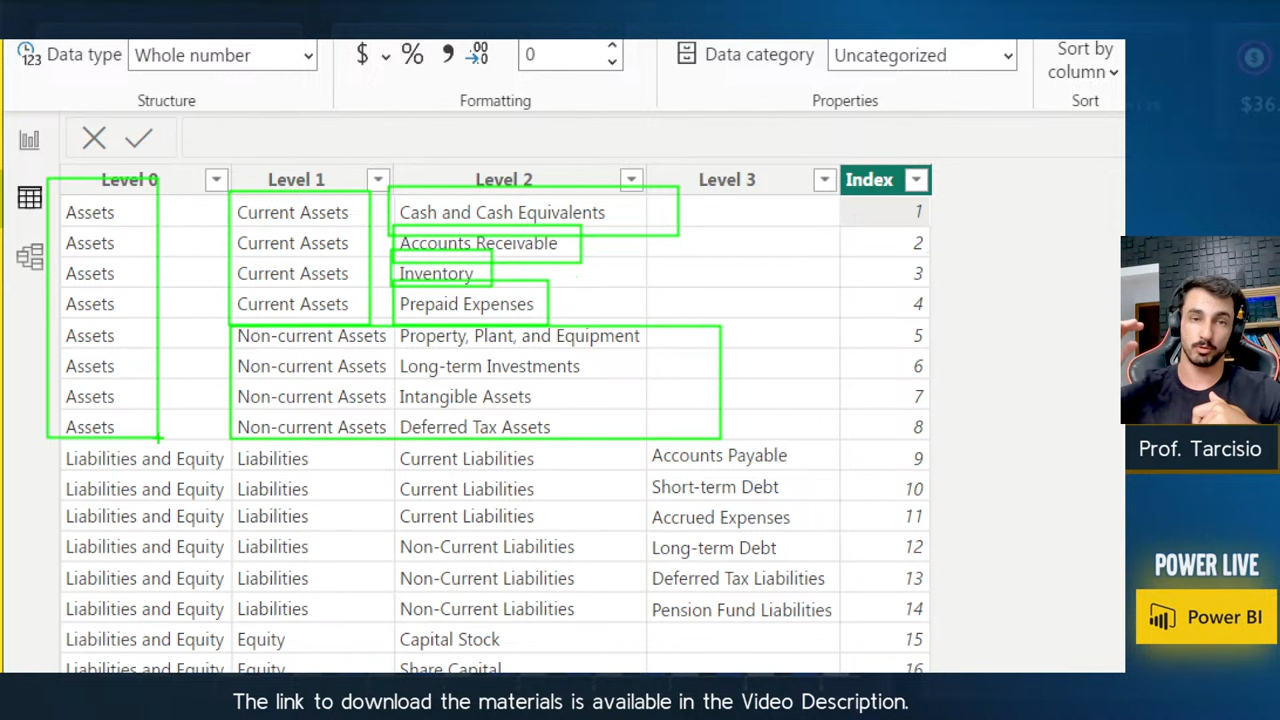 Data type Whole number $ % , .00 0 Data category Uncategorized Sort by column
Structure Formatting Properties Sort
Level 0 Level 1 Level 2 Level 3 Index
Assets Current Assets Cash and Cash Equivalents 1
Assets Current Assets Accounts Receivable 2
Assets Current Assets Inventory 3
Assets Current Assets Prepaid Expenses 4
Assets Non-current Assets Property, Plant, and Equipment 5
Assets Non-current Assets Long-term Investments 6
Assets Non-current Assets Intangible Assets 7
Assets Non-current Assets Deferred Tax Assets 8
Liabilities and Equity Liabilities Current Liabilities Accounts Payable 9
Liabilities and Equity Liabilities Current Liabilities Short-term Debt 10
Liabilities and Equity Liabilities Current Liabilities Accrued Expenses 11
Liabilities and Equity Liabilities Non-Current Liabilities Long-term Debt 12
Liabilities and Equity Liabilities Non-Current Liabilities Deferred Tax Liabilities 13
Liabilities and Equity Liabilities Non-Current Liabilities Pension Fund Liabilities 14
Liabilities and Equity Equity Capital Stock 15
Liabilities and Equity Equity Share Capital 16
Prof. Tarcisio
POWER LIVE
Power BI
The link to download the materials is available in the Video Description.